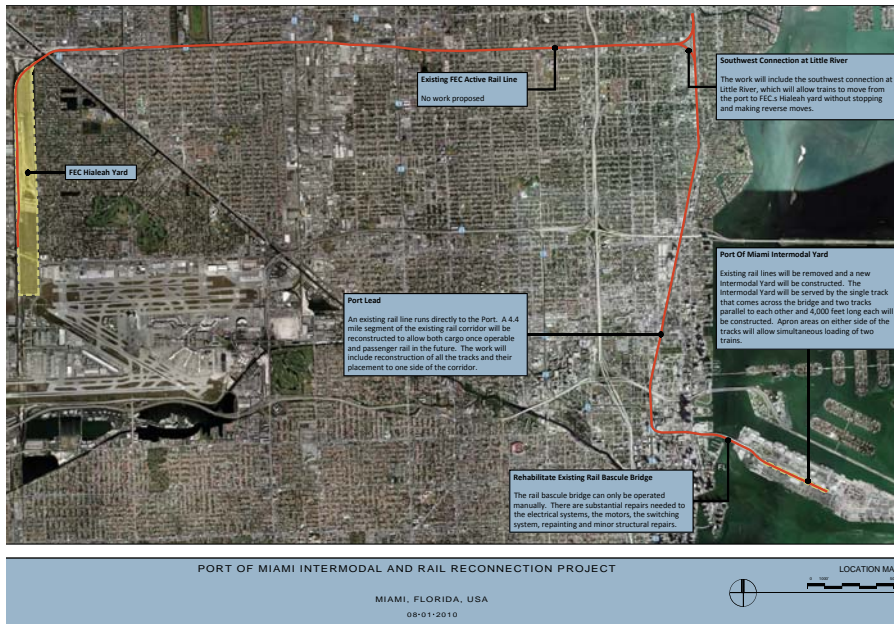 Existing FEC Active Rail Line
No work proposed
Southwest Connection at Little River
The work will include the southwest connection at
Little River, which will allow trains to move from
the port to FEC.s Hialeah yard without stopping
and making reverse moves.
FEC Hialeah Yard
Port Of Miami Intermodal Yard
Existing rail lines will be removed and a new
Intermodal Yard will be constructed. The
Intermodal Yard will be served by the single track
that comes across the bridge and two tracks
parallel to each other and 4,000 feet long each will
be constructed. Apron areas on either side of the
tracks will allow simultaneous loading of two
trains.
Port Lead
An existing rail line runs directly to the Port. A 4.4
mile segment of the existing rail corridor will be
reconstructed to allow both cargo once operable
and passenger rail in the future. The work will
include reconstruction of all the tracks and their
placement to one side of the corridor.
Rehabilitate Existing Rail Bascule Bridge
The rail bascule bridge can only be operated
manually. There are substantial repairs needed to
the electrical systems, the motors, the switching
system, repainting and minor structural repairs.
FL
PORT OF MIAMI INTERMODAL AND RAIL RECONNECTION PROJECT
MIAMI, FLORIDA, USA
08•01•2010
LOCATION MA
0